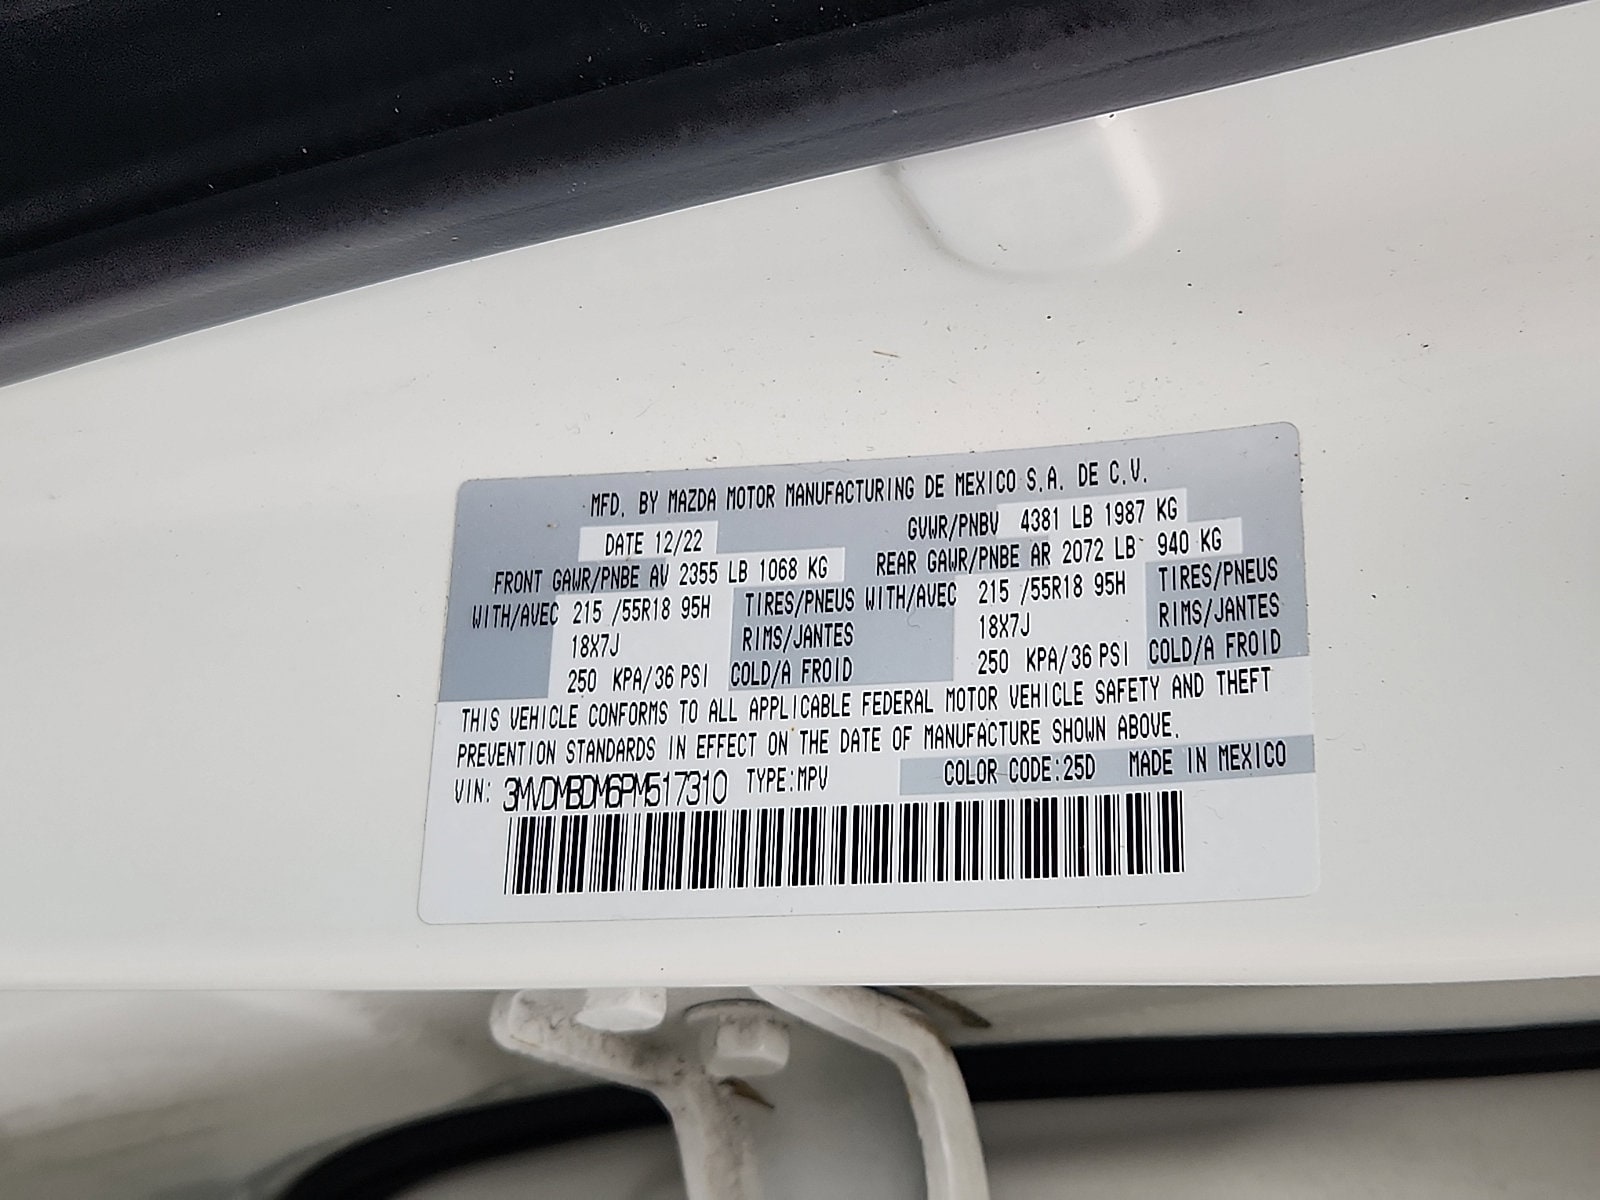 MFD. BY MAZDA MOTOR MANUFACTURING DE MEXICO S.A. DE C.V.
DATE 12/22 GVWR/PNBV 4381 LB 1987 KG
FRONT GAWR/PNBE AV 2355 LB 1068 KG REAR GAWR/PNBE AR 2072 LB 940 KG
WITH/AVEC 215 /55R18 95H TIRES/PNEUS WITH/AVEC 215 /55R18 95H TIRES/PNEUS
18X7J RIMS/JANTES 18X7J RIMS/JANTES
250 KPA/36 PSI COLD/A FROID 250 KPA/36 PSI COLD/A FROID
THIS VEHICLE CONFORMS TO ALL APPLICABLE FEDERAL MOTOR VEHICLE SAFETY AND THEFT
PREVENTION STANDARDS IN EFFECT ON THE DATE OF MANUFACTURE SHOWN ABOVE.
VIN: 3MVDMBDM6PM517310 TYPE:MPV COLOR CODE:25D MADE IN MEXICO